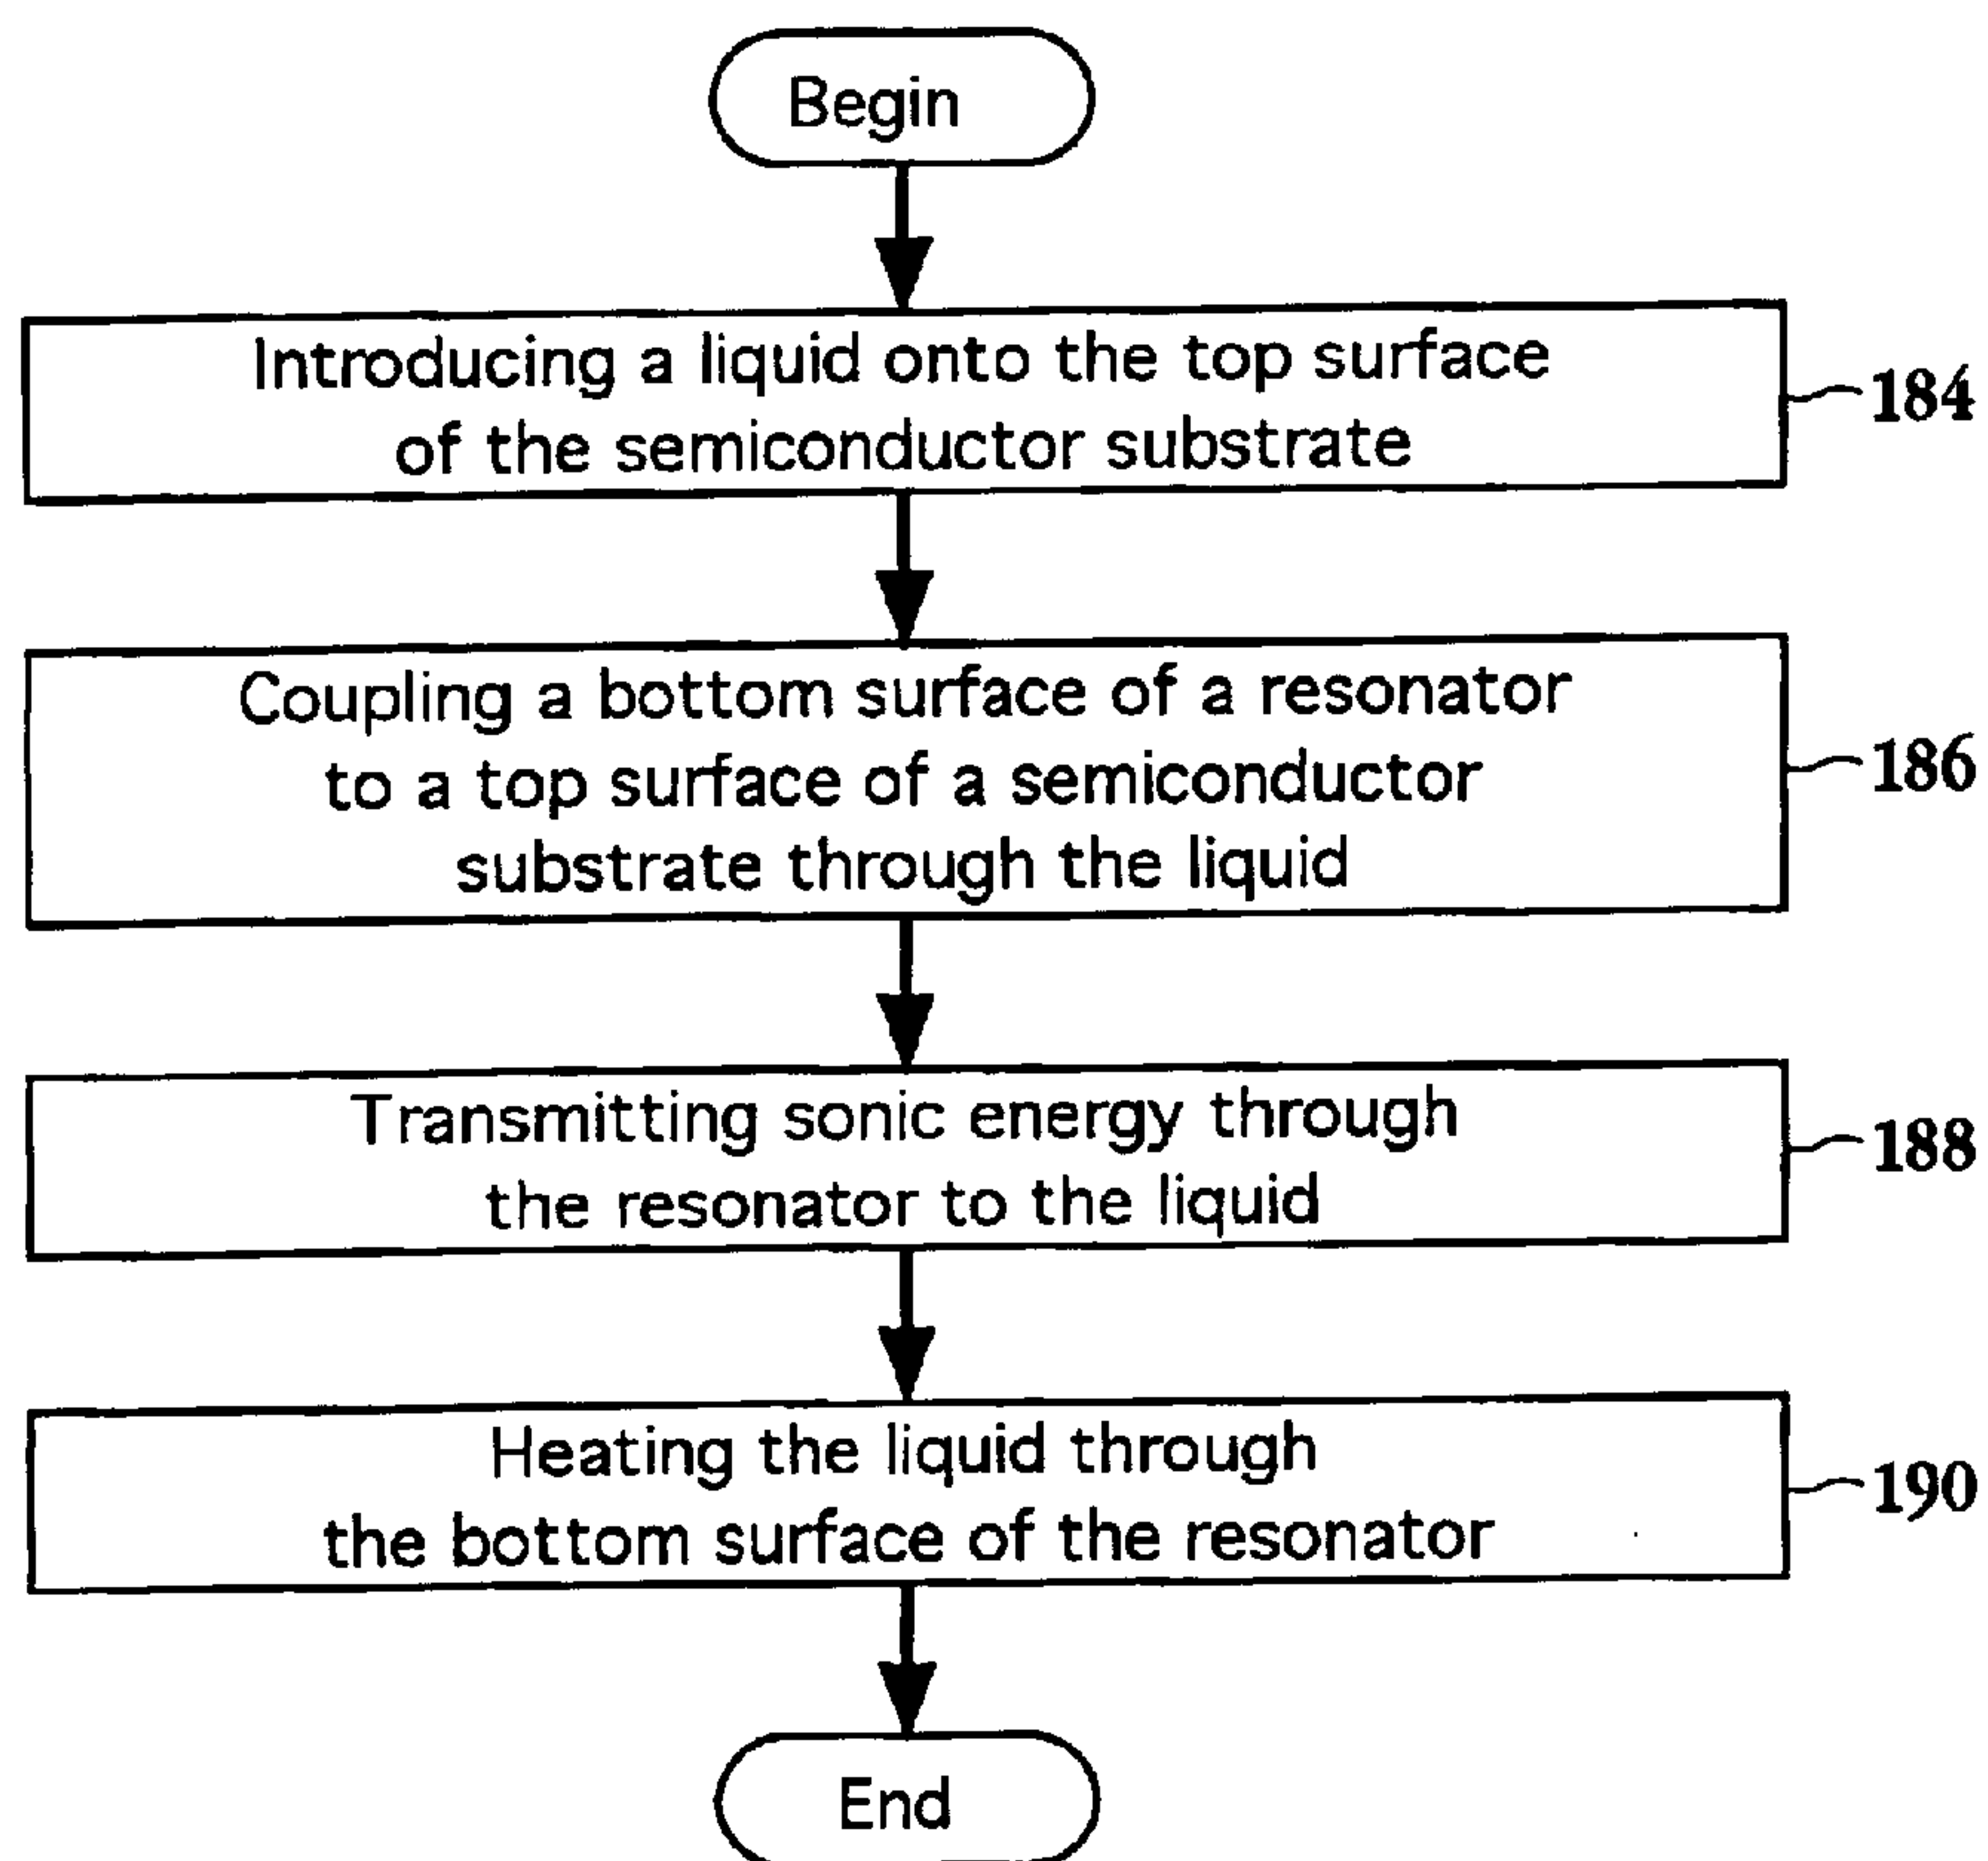 Begin
Introducing a liquid onto the top surface
of the semiconductor substrate
184
Coupling a bottom surface of a resonator
to a top surface of a semiconductor
substrate through the liquid
186
Transmitting sonic energy through
the resonator to the liquid
188
Heating the liquid through
the bottom surface of the resonator
190
End